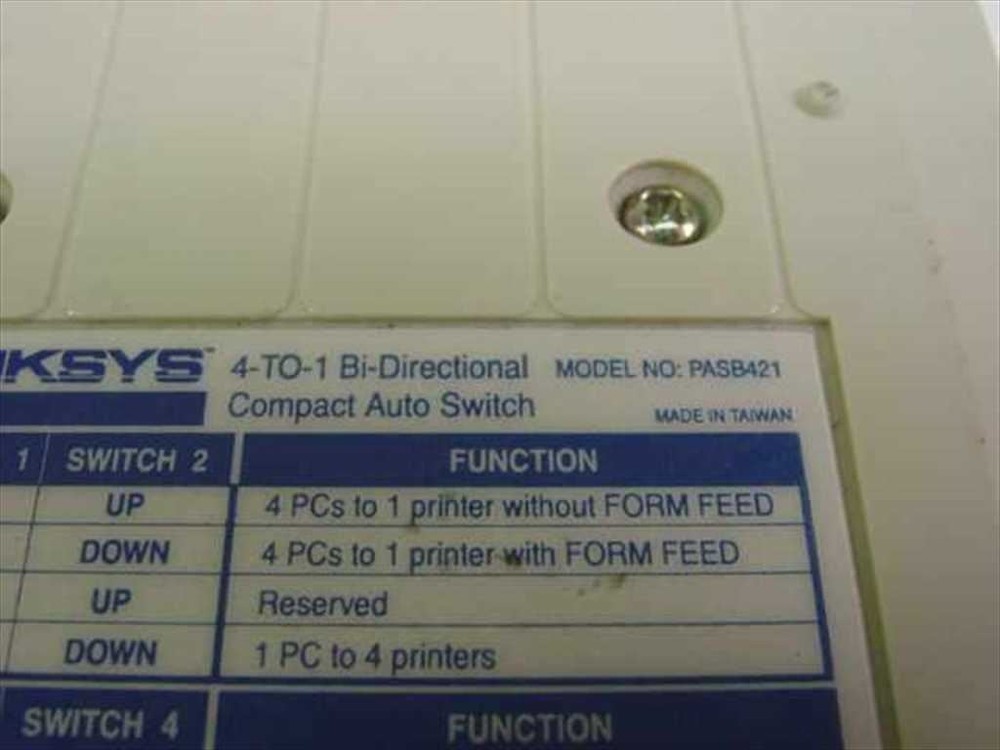 KSYS™ 4-TO-1 Bi-Directional MODEL NO: PASB421
Compact Auto Switch MADE IN TAIWAN
1 SWITCH 2 FUNCTION
UP 4 PCs to 1 printer without FORM FEED
DOWN 4 PCs to 1 printer with FORM FEED
UP Reserved
DOWN 1 PC to 4 printers
SWITCH 4 FUNCTION